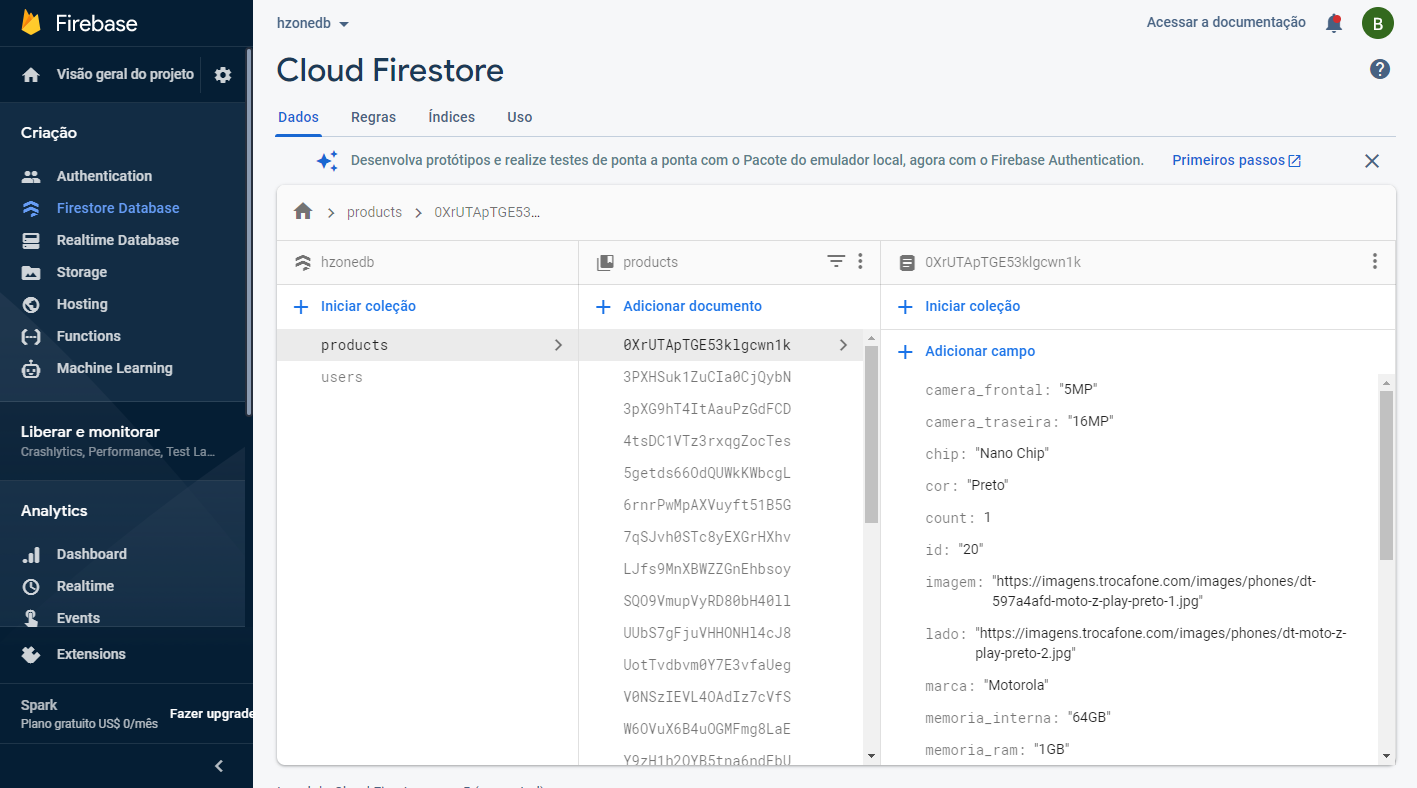 Firebase
Visão geral do projeto
Criação
Authentication
Firestore Database
Realtime Database
Storage
Hosting
Functions
Machine Learning
Liberar e monitorar
Crashlytics, Performance, Test La...
Analytics
Dashboard
Realtime
Events
Extensions
Spark
Plano gratuito US$ 0/mês
Fazer upgrade
hzonedb
Acessar a documentação
B
Cloud Firestore
Dados
Regras
Índices
Uso
Desenvolva protótipos e realize testes de ponta a ponta com o Pacote do emulador local, agora com o Firebase Authentication.
Primeiros passos
products
0XrUTApTGE53...
hzonedb
Iniciar coleção
products
users
products
Adicionar documento
0XrUTApTGE53klgcwn1k
3PXHSuk1ZuCIa0CjQybN
3pXG9hT4ItAauPzGdFCD
4tsDC1VTz3rxqgZocTes
5getds66OdQUWkKWbcgL
6rnrPwMpAXVuyft51B5G
7qSJvh0STc8yEXGrHXhv
LJfs9MnXBWZZGnEhbsoy
SQO9VmupVyRD80bH40ll
UUbS7gFjuVHHONHl4cJ8
UotTvdbvm0Y7E3vfaUeg
V0NSzIEVL4OAdIz7cVfS
W6OVuX6B4uOGMFmg8LaE
Y9zH1h2OYB5tna6ndFbU
0XrUTApTGE53klgcwn1k
Iniciar coleção
Adicionar campo
camera_frontal: "5MP"
camera_traseira: "16MP"
chip: "Nano Chip"
cor: "Preto"
count: 1
id: "20"
imagem: "https://imagens.trocafone.com/images/phones/dt-
597a4afd-moto-z-play-preto-1.jpg"
lado: "https://imagens.trocafone.com/images/phones/dt-moto-z-
play-preto-2.jpg"
marca: "Motorola"
memoria_interna: "64GB"
memoria_ram: "1GB"